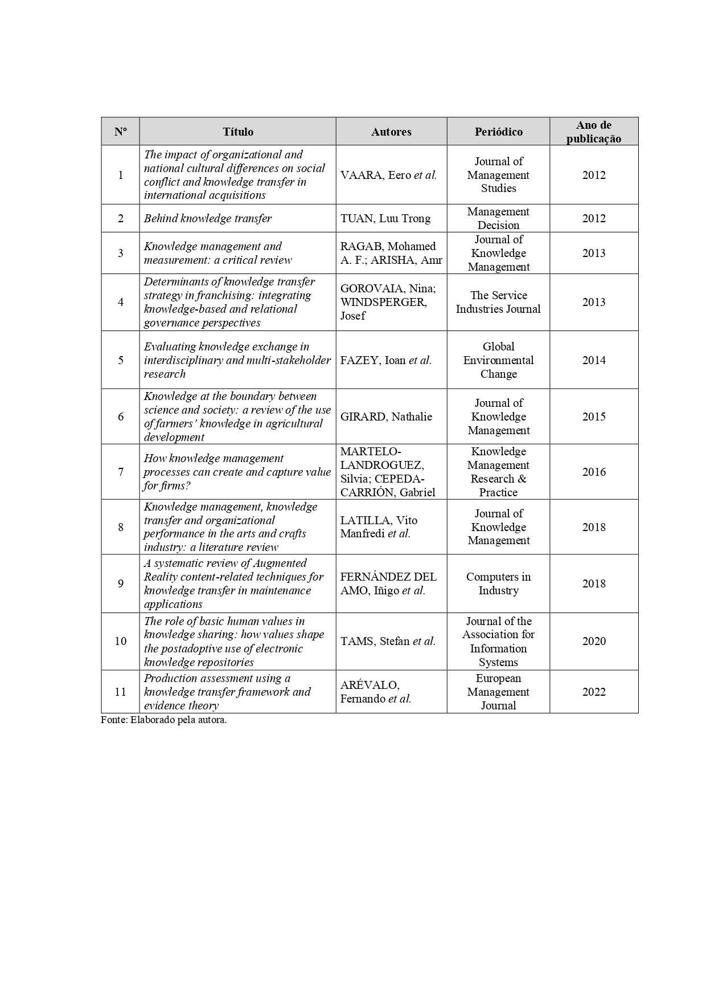 Nº
Título
Autores
Periódico
Ano de
publicação
1
The impact of organizational and
national cultural differences on social
conflict and knowledge transfer in
international acquisitions
VAARA, Eero et al.
Journal of
Management
Studies
2012
2
Behind knowledge transfer
TUAN, Luu Trong
Management
Decision
2012
3
Knowledge management and
measurement: a critical review
RAGAB, Mohamed
A. F.; ARISHA, Amr
Journal of
Knowledge
Management
2013
4
Determinants of knowledge transfer
strategy in franchising: integrating
knowledge-based and relational
governance perspectives
GOROVAIA, Nina;
WINDSPERGER,
Josef
The Service
Industries Journal
2013
5
Evaluating knowledge exchange in
interdisciplinary and multi-stakeholder
research
FAZEY, Ioan et al.
Global
Environmental
Change
2014
6
Knowledge at the boundary between
science and society: a review of the use
of farmers’ knowledge in agricultural
development
GIRARD, Nathalie
Journal of
Knowledge
Management
2015
7
How knowledge management
processes can create and capture value
for firms?
MARTELO-
LANDROGUEZ,
Silvia; CEPEDA-
CARRIÓN, Gabriel
Knowledge
Management
Research &
Practice
2016
8
Knowledge management, knowledge
transfer and organizational
performance in the arts and crafts
industry: a literature review
LATILLA, Vito
Manfredi et al.
Journal of
Knowledge
Management
2018
9
A systematic review of Augmented
Reality content-related techniques for
knowledge transfer in maintenance
applications
FERNÁNDEZ DEL
AMO, Iñigo et al.
Computers in
Industry
2018
10
The role of basic human values in
knowledge sharing: how values shape
the postadoptive use of electronic
knowledge repositories
TAMS, Stefan et al.
Journal of the
Association for
Information
Systems
2020
11
Production assessment using a
knowledge transfer framework and
evidence theory
ARÉVALO,
Fernando et al.
European
Management
Journal
2022
Fonte: Elaborado pela autora.